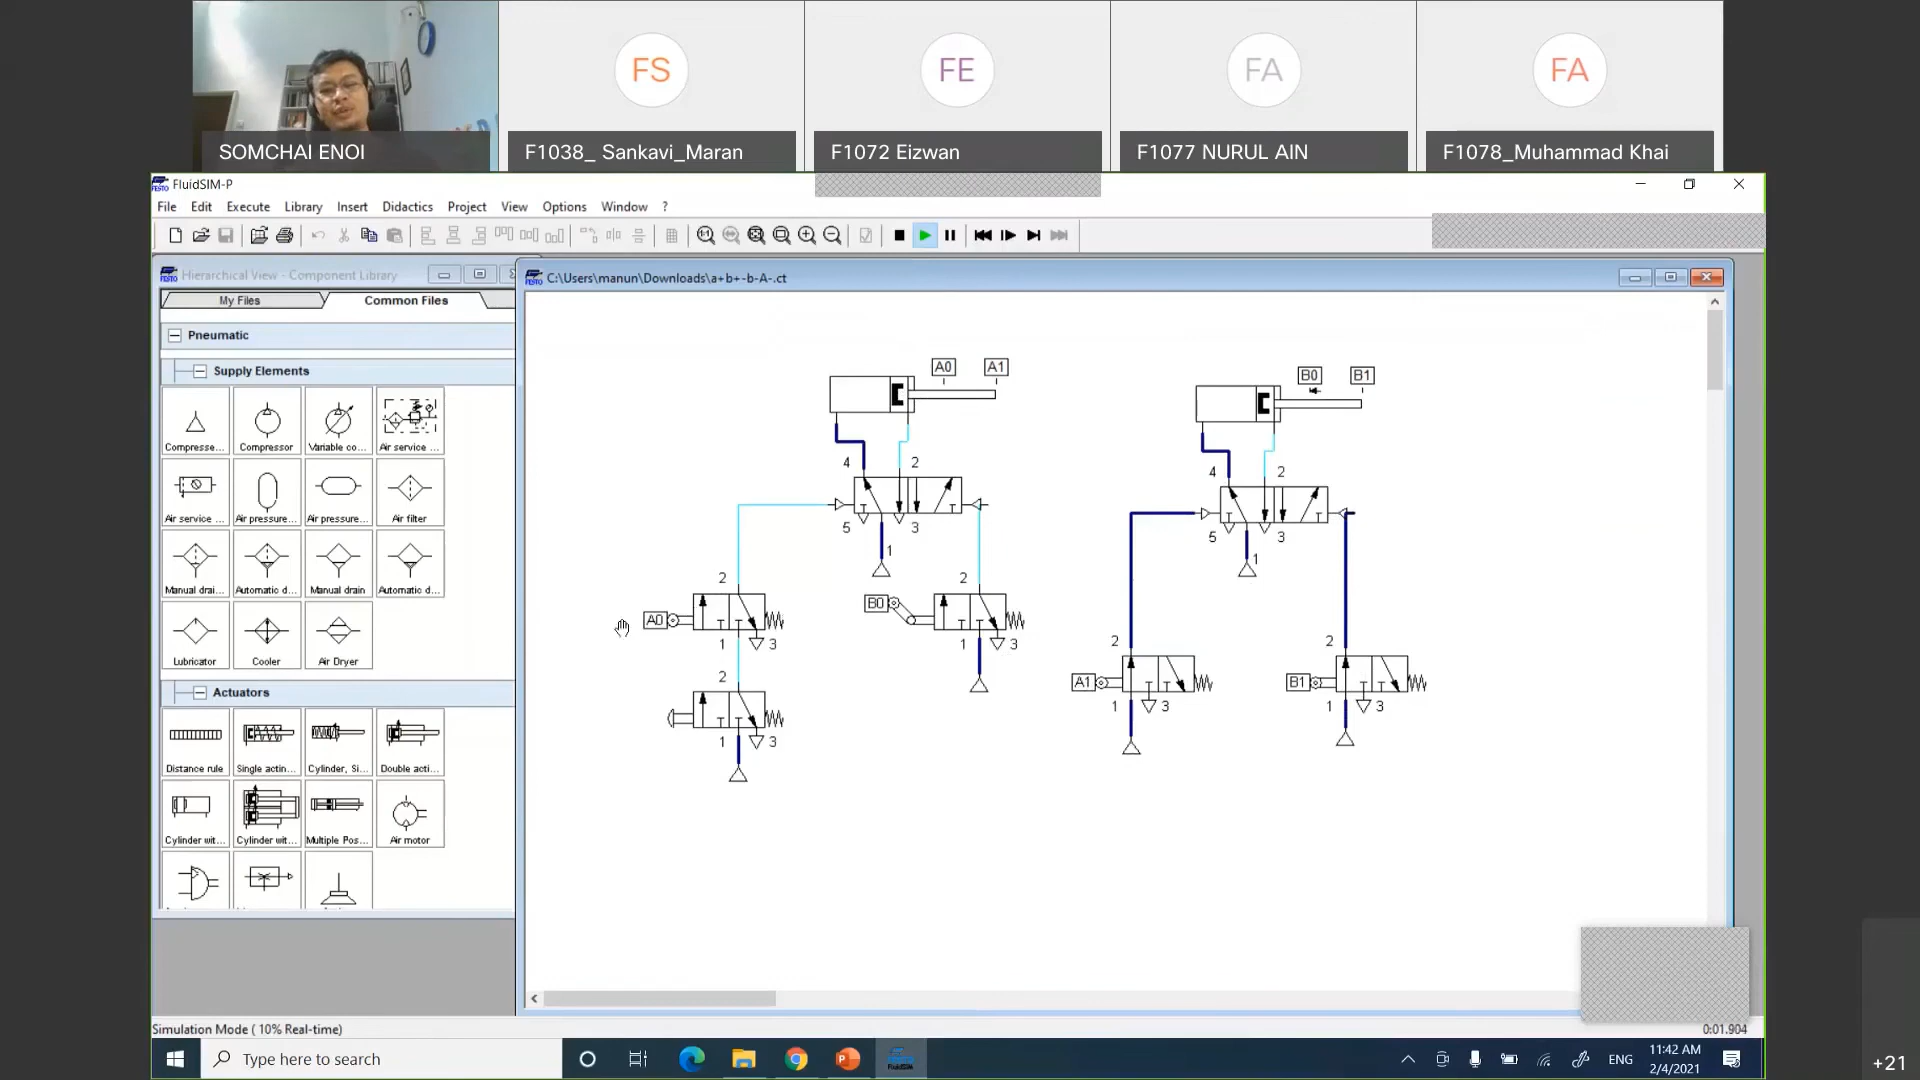 FS
FE
FA
FA
SOMCHAI ENOI
F1038_ Sankavi_Maran
F1072 Eizwan
F1077 NURUL AIN
F1078_Muhammad Khai
FESTO FluidSIM-P
File Edit Execute Library Insert Didactics Project View Options Window ?
FESTO Hierarchical View - Component Library
FESTO C:\Users\manun\Downloads\a+b+-b-A-.ct
My Files Common Files
Pneumatic
Supply Elements
Compresse... Compressor Variable co... Air service ...
Air service ... Air pressure... Air pressure... Air filter
Manual drai... Automatic d... Manual drain Automatic d...
Lubricator Cooler Air Dryer
Actuators
Distance rule Single actin... Cylinder, Si... Double acti...
Cylinder wit... Cylinder wit... Multiple Pos... Air motor
A0 A1
B0 B1
4 2
4 2
5 3
1
5 3
1
2
2
A0
B0
1 3
1 3
2
2
2
A1
B1
1 3
1 3
1 3
Simulation Mode ( 10% Real-time)
0:01.904
Type here to search
FluidSIM
ENG
11:42 AM
2/4/2021
+21